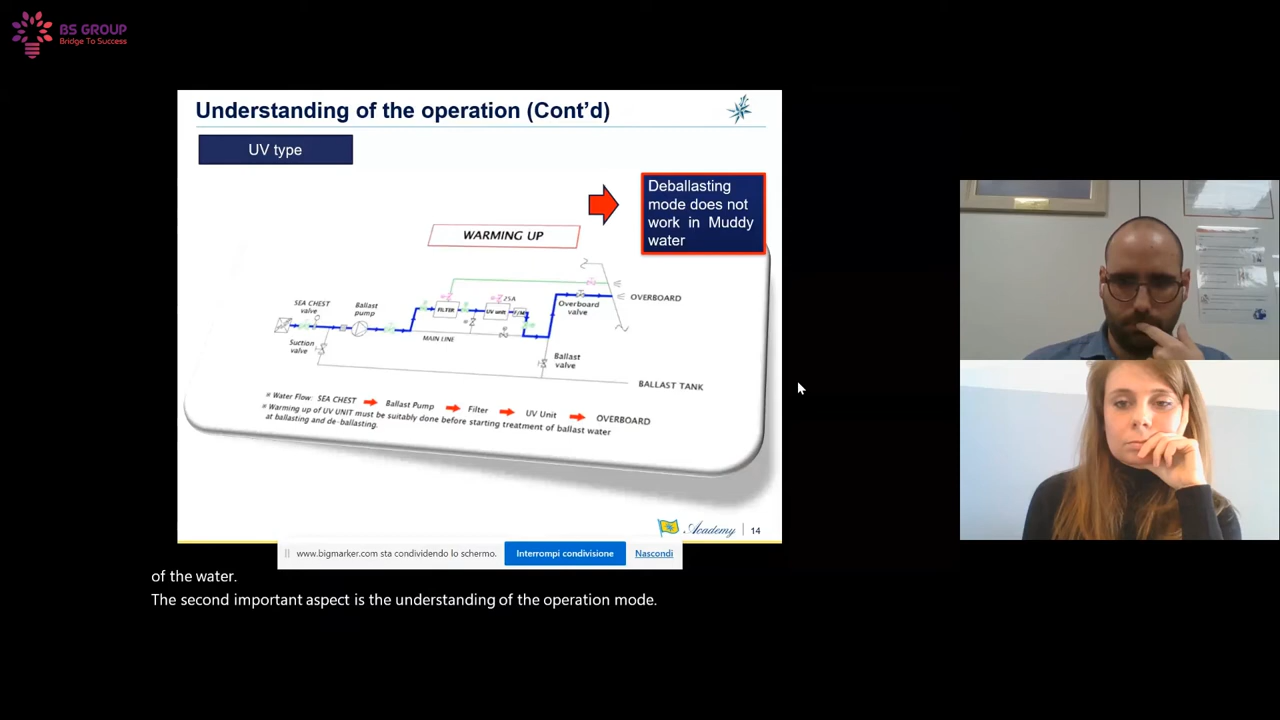 BS GROUP
Bridge To Success
Understanding of the operation (Cont'd)
UV type
Deballasting
mode does not
work in Muddy
water
WARMING UP
SEA CHEST
valve
Ballast
pump
FILTER
UV unit
25A
F/M
Overboard
valve
OVERBOARD
Suction
valve
MAIN LINE
Ballast
valve
BALLAST TANK
※ Water Flow: SEA CHEST Ballast Pump Filter UV Unit OVERBOARD
※ Warming up of UV UNIT must be suitably done before starting treatment of ballast water
at ballasting and de-ballasting.
Academy 14
www.bigmarker.com sta condividendo lo schermo. Interrompi condivisione Nascondi
of the water.
The second important aspect is the understanding of the operation mode.